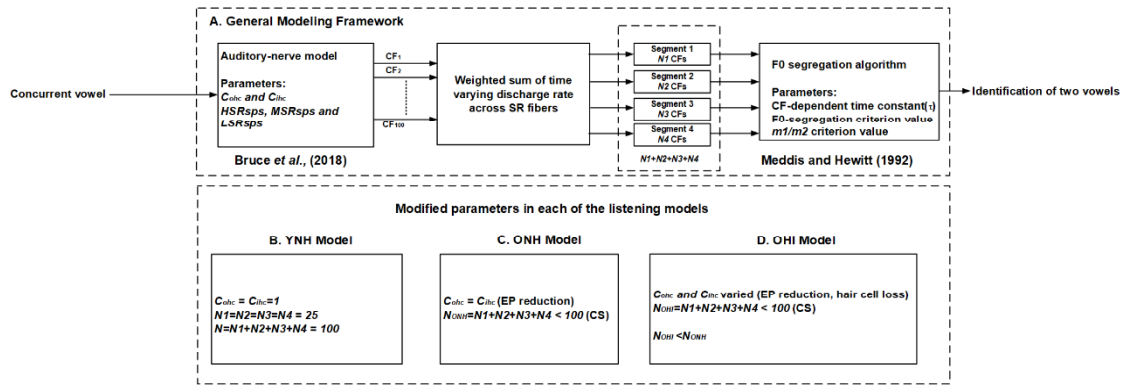 A. General Modeling Framework
Concurrent vowel
Auditory-nerve model
Parameters:
Cohc and Cihc
HSRsps, MSRsps and
LSRsps
Bruce et al., (2018)
CF1
CF2
CF100
Weighted sum of time
varying discharge rate
across SR fibers
Segment 1
N1 CFs
Segment 2
N2 CFs
Segment 3
N3 CFs
Segment 4
N4 CFs
N1+N2+N3+N4
F0 segregation algorithm
Parameters:
CF-dependent time constant(τ)
F0-segregation criterion value
m1/m2 criterion value
Meddis and Hewitt (1992)
Identification of two vowels
Modified parameters in each of the listening models
B. YNH Model
Cohc = Cihc=1
N1=N2=N3=N4 = 25
N=N1+N2+N3+N4 = 100
C. ONH Model
Cohc = Cihc (EP reduction)
NONH=N1+N2+N3+N4 < 100 (CS)
D. OHI Model
Cohc and Cihc varied (EP reduction, hair cell loss)
NOHI=N1+N2+N3+N4 < 100 (CS)
NOHI <NONH